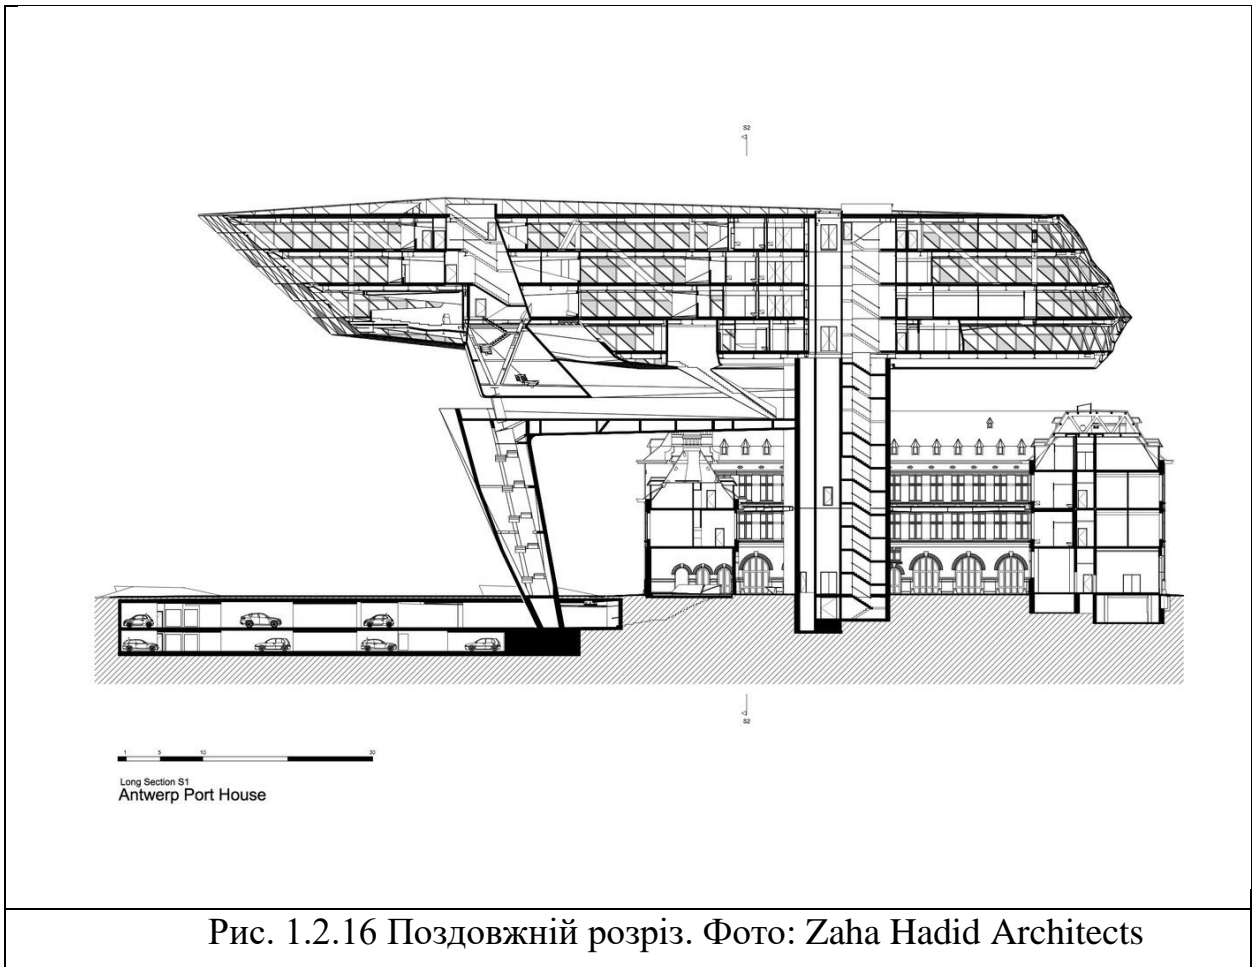 S2
S2
1 5 10 30
Long Section S1
Antwerp Port House
Рис. 1.2.16 Поздовжній розріз. Фото: Zaha Hadid Architects